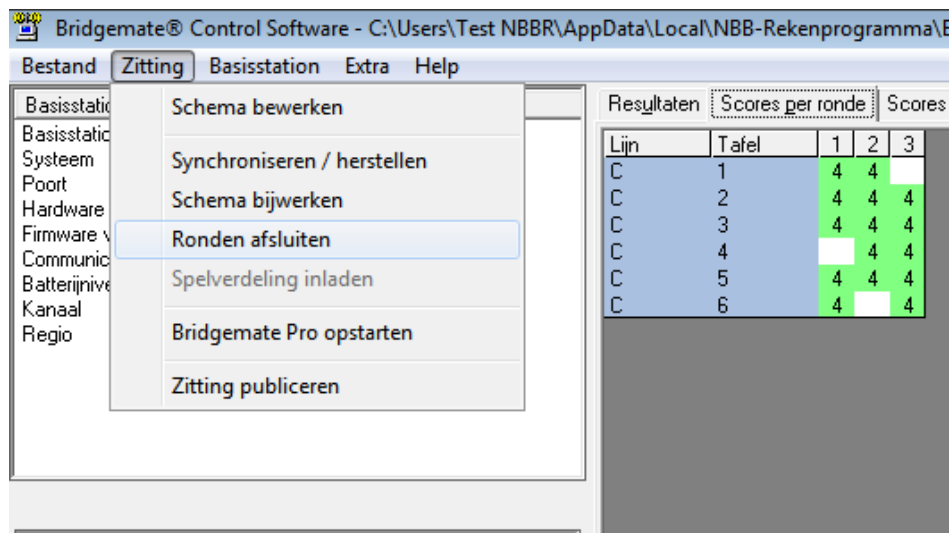 Bridgemate® Control Software - C:\Users\Test NBBR\AppData\Local\NBB-Rekenprogramma\
Bestand Zitting Basisstation Extra Help
Schema bewerken
Synchroniseren / herstellen
Schema bijwerken
Ronden afsluiten
Spelverdeling inladen
Bridgemate Pro opstarten
Zitting publiceren
Systeem
Poort
Hardware
Firmware
Kanaal
Regio
Resultaten Scores per ronde Scores
Lijn Tafel 1 2 3
C 1 4 4
C 2 4 4 4
C 3 4 4 4
C 4 4 4
C 5 4 4 4
C 6 4 4